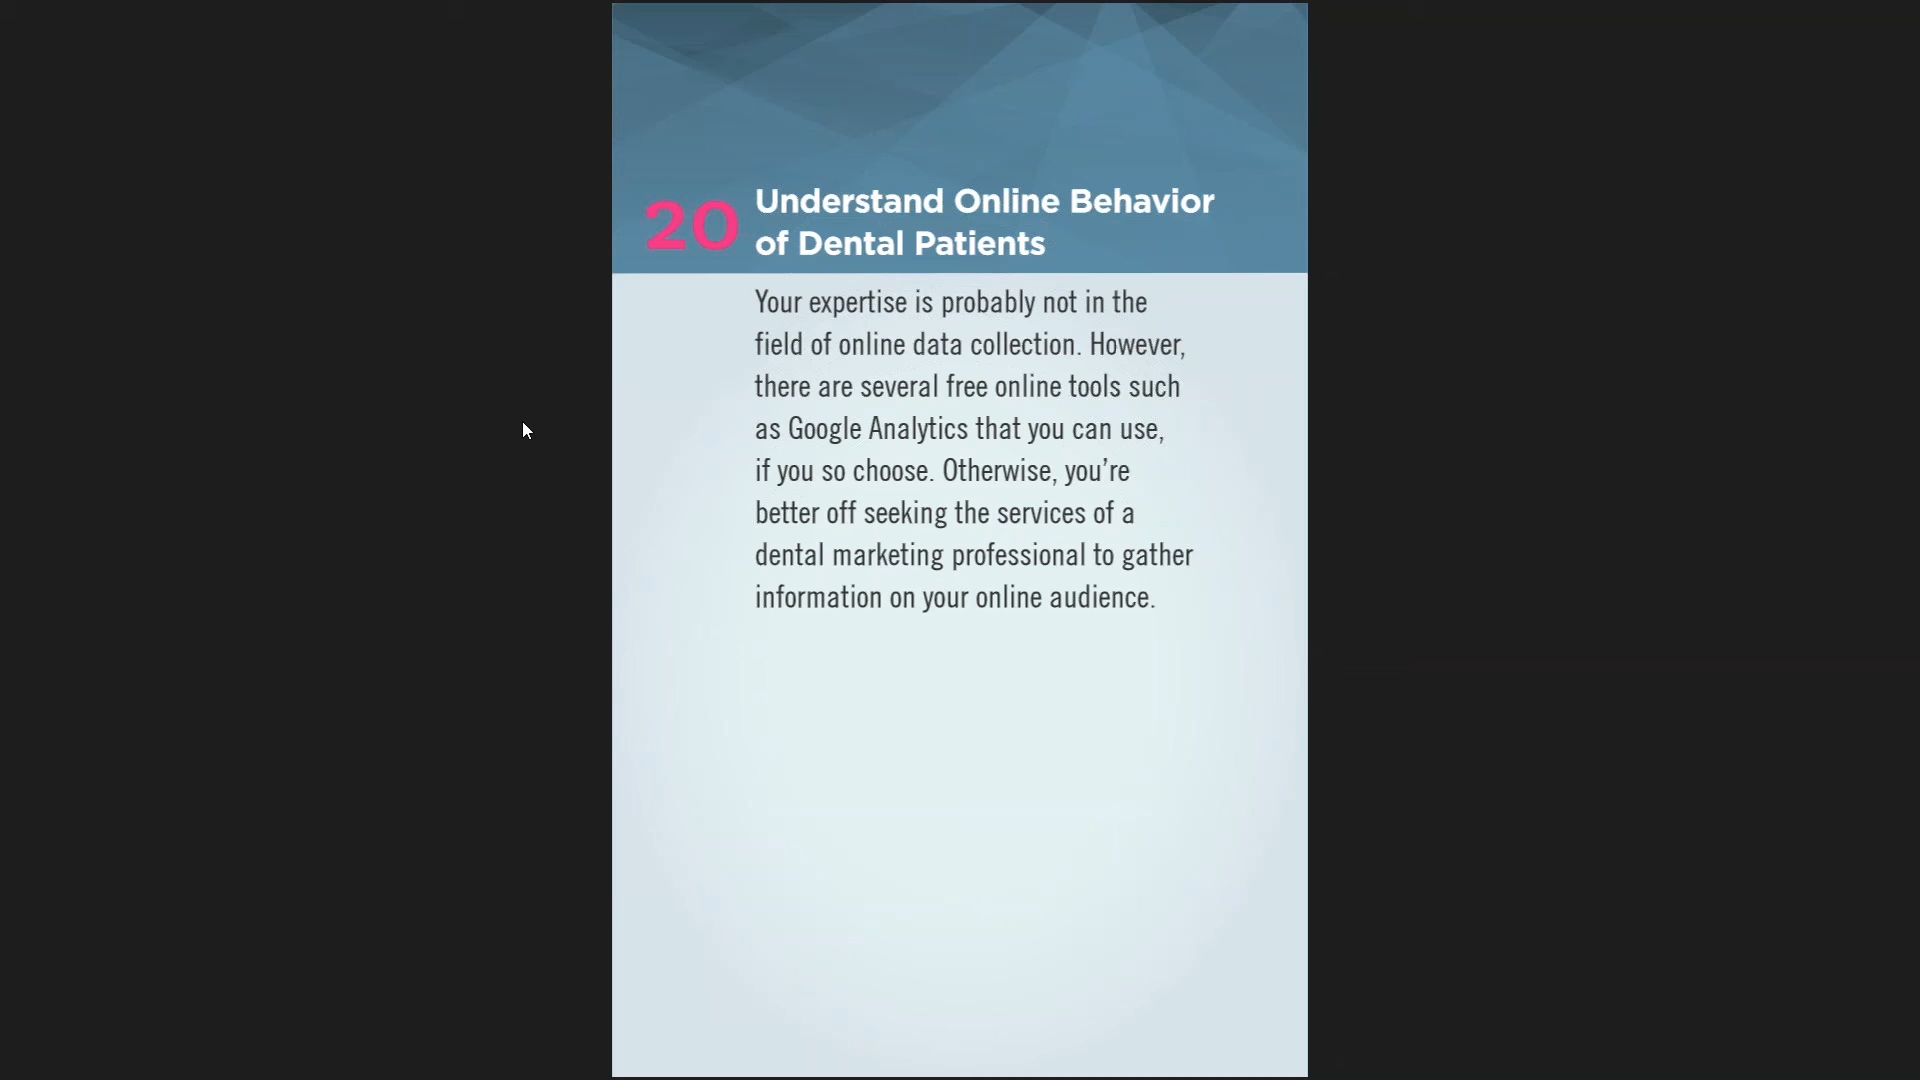 20
Understand Online Behavior
of Dental Patients
Your expertise is probably not in the
field of online data collection. However,
there are several free online tools such
as Google Analytics that you can use,
if you so choose. Otherwise, you’re
better off seeking the services of a
dental marketing professional to gather
information on your online audience.